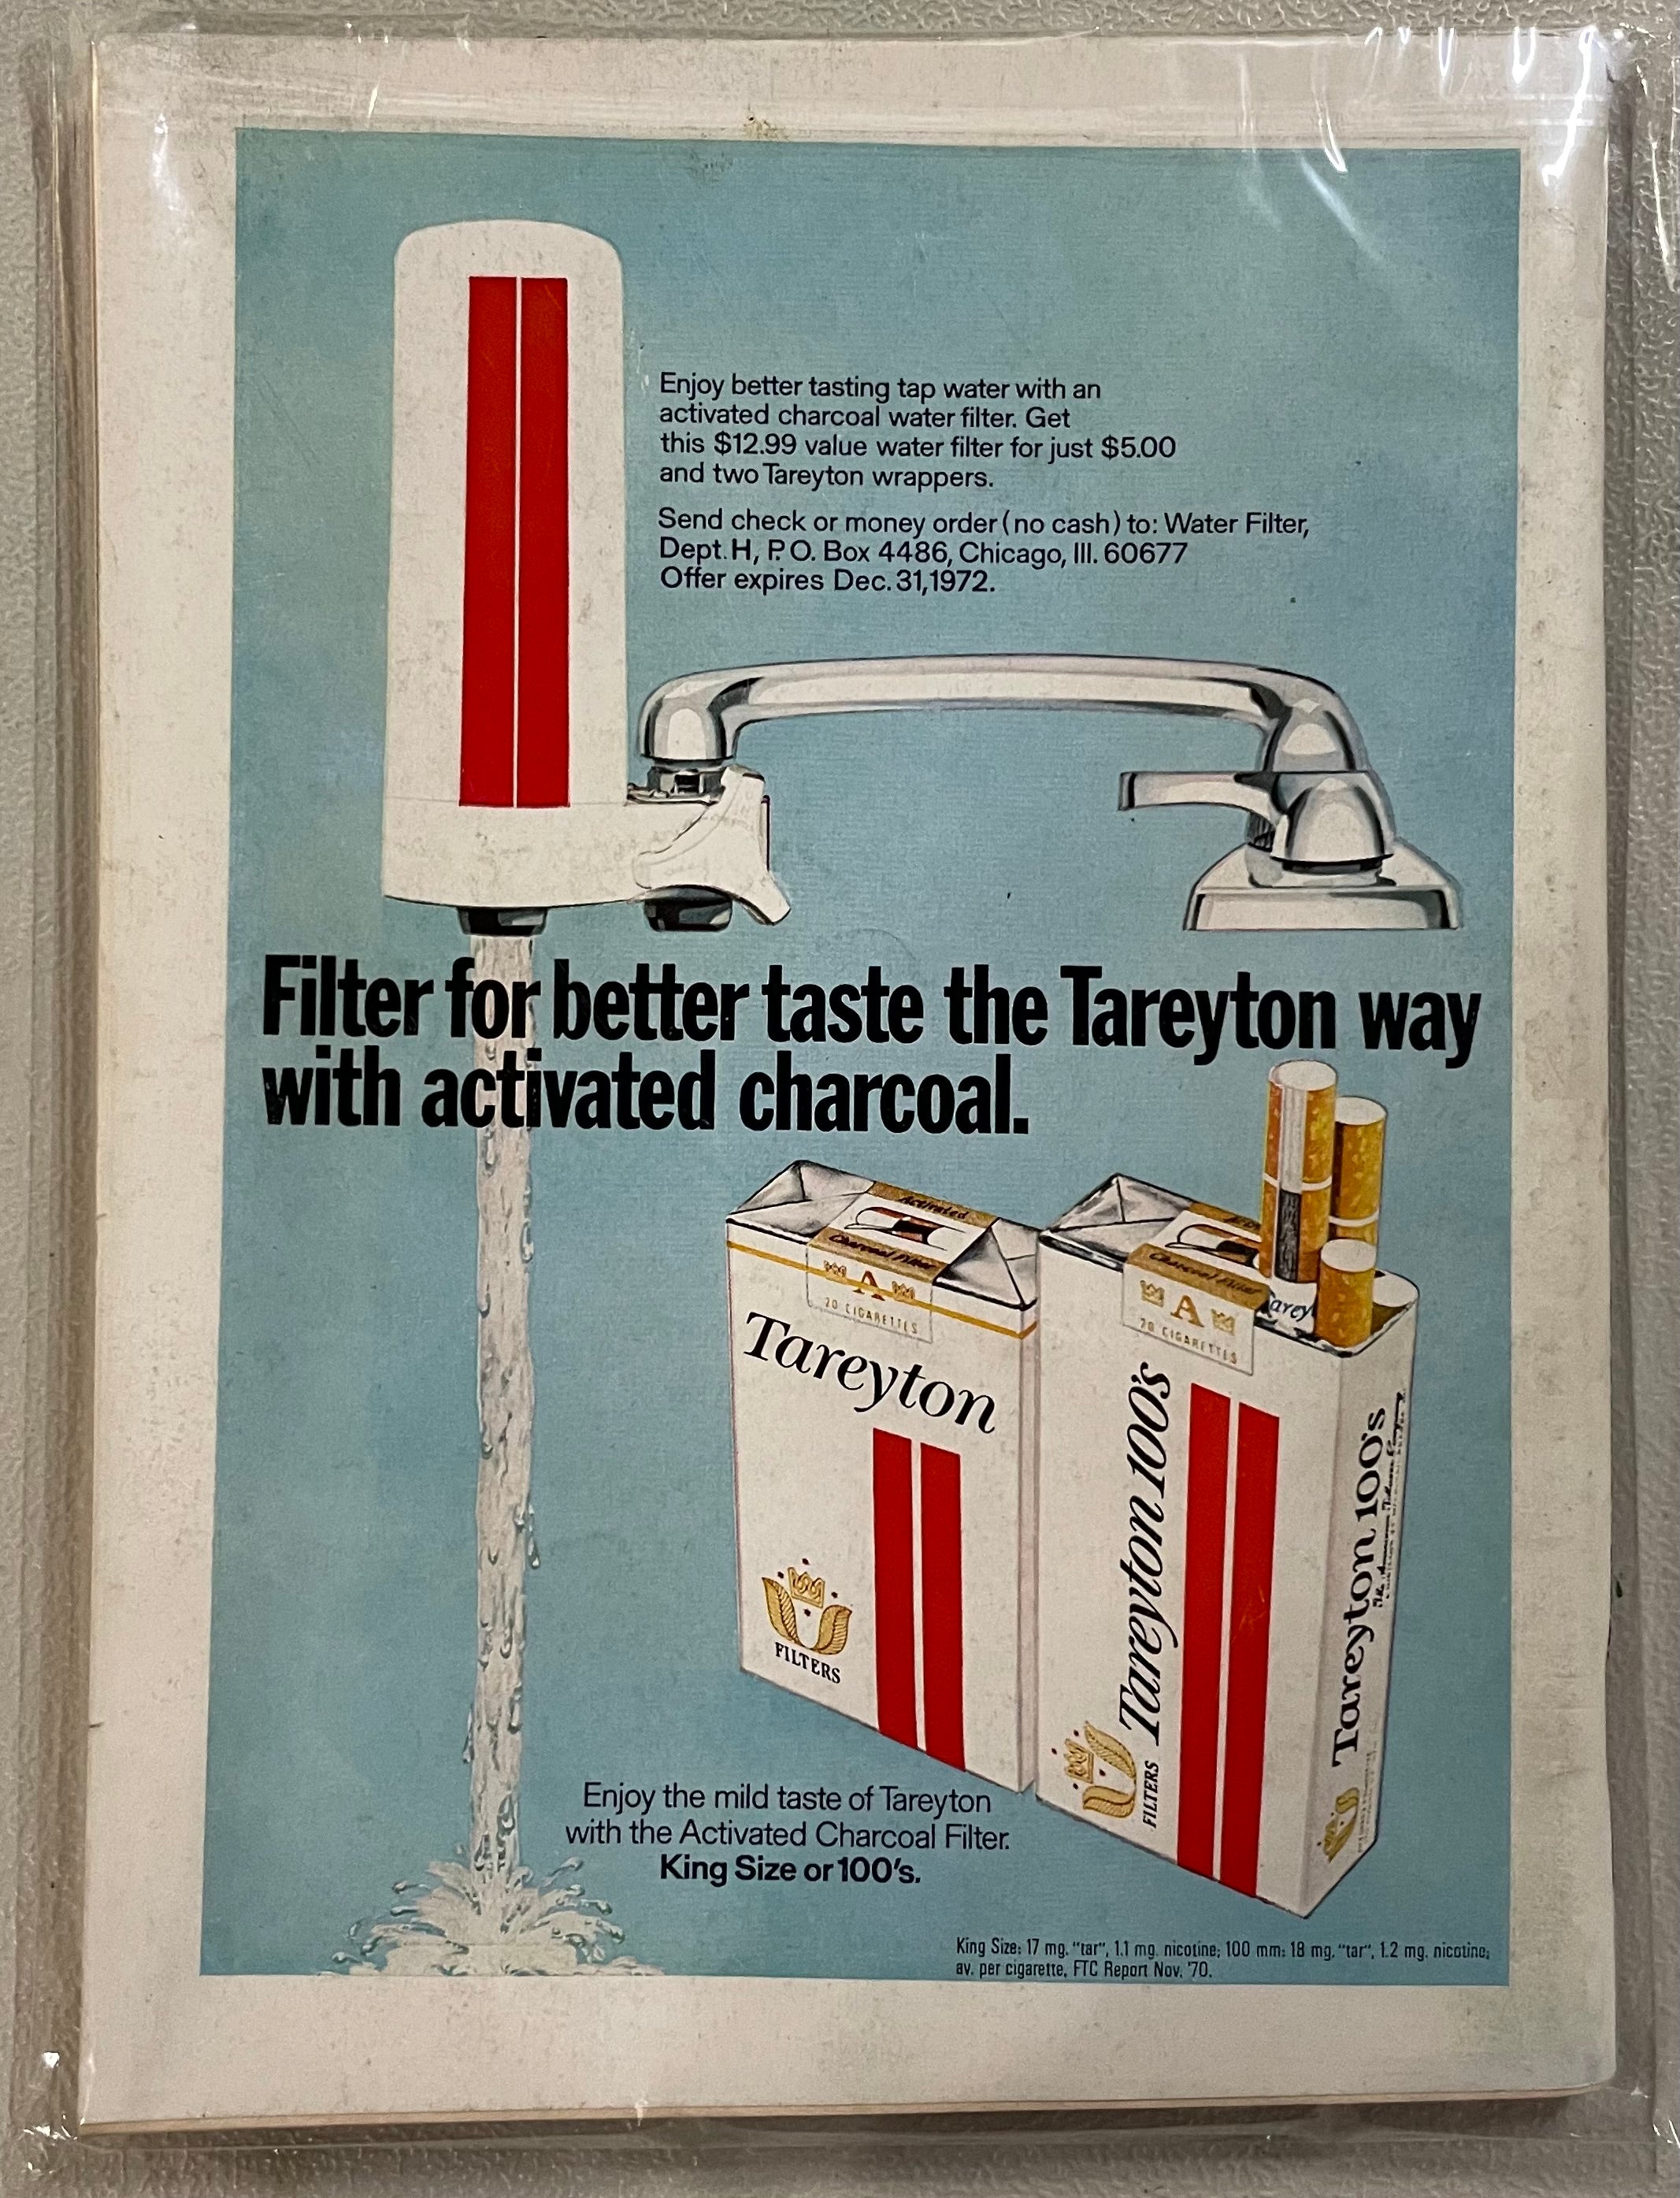 Enjoy better tasting tap water with an
activated charcoal water filter. Get
this $12.99 value water filter for just $5.00
and two Tareyton wrappers.
Send check or money order (no cash) to: Water Filter,
Dept. H, P.O. Box 4486, Chicago, Ill. 60677
Offer expires Dec. 31, 1972.
Filter for better taste the Tareyton way
with activated charcoal.
Activated
Charcoal Filter
A
20 CIGARETTES
Tareyton
FILTERS
Charcoal Filter
A
20 CIGARETTES
Tareyton 100's
FILTERS
Tareyton 100's
Enjoy the mild taste of Tareyton
with the Activated Charcoal Filter.
King Size or 100's.
King Size: 17 mg. "tar", 1.1 mg. nicotine; 100 mm: 18 mg. "tar", 1.2 mg. nicotine;
av. per cigarette, FTC Report Nov. '70.